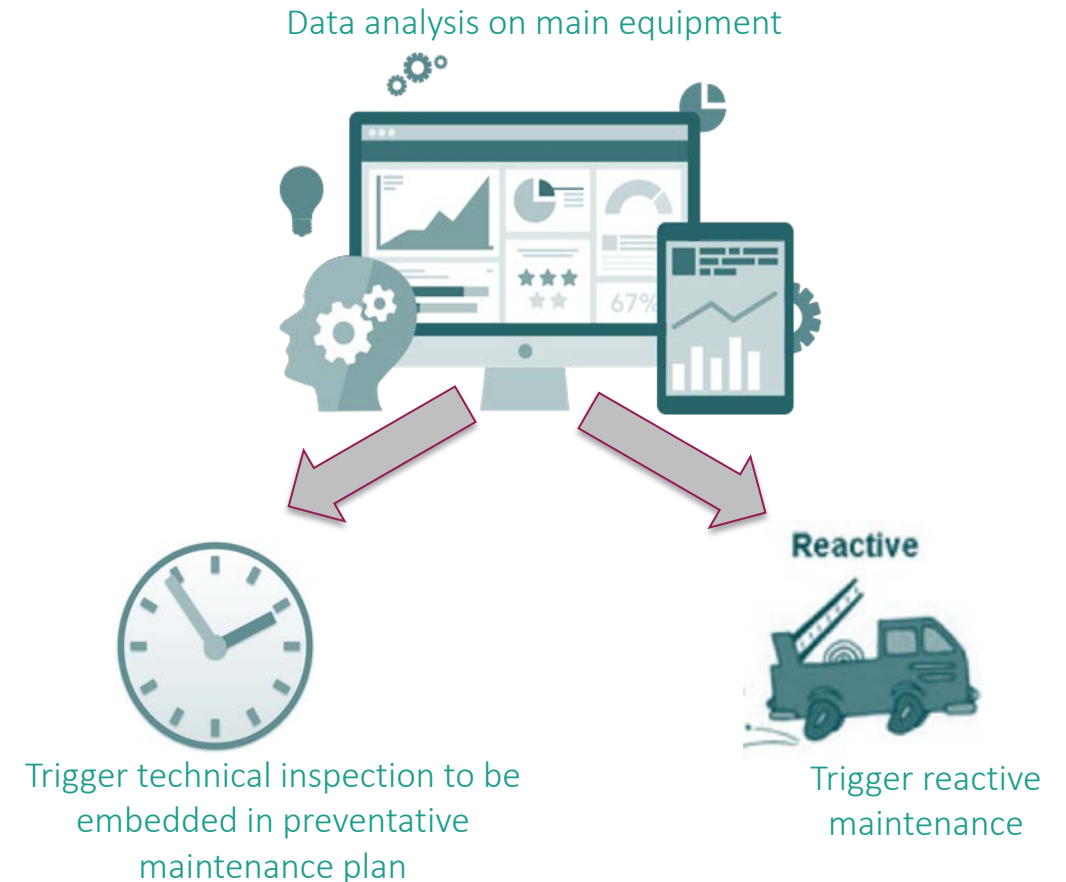 Data analysis on main equipment
67%
Reactive
Trigger technical inspection to be
embedded in preventative
maintenance plan
Trigger reactive
maintenance